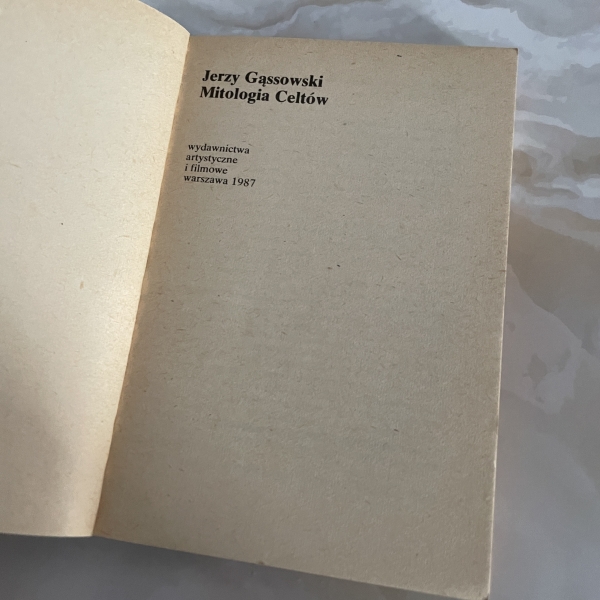 Jerzy Gąssowski
Mitologia Celtów
wydawnictwa
artystyczne
i filmowe
warszawa 1987